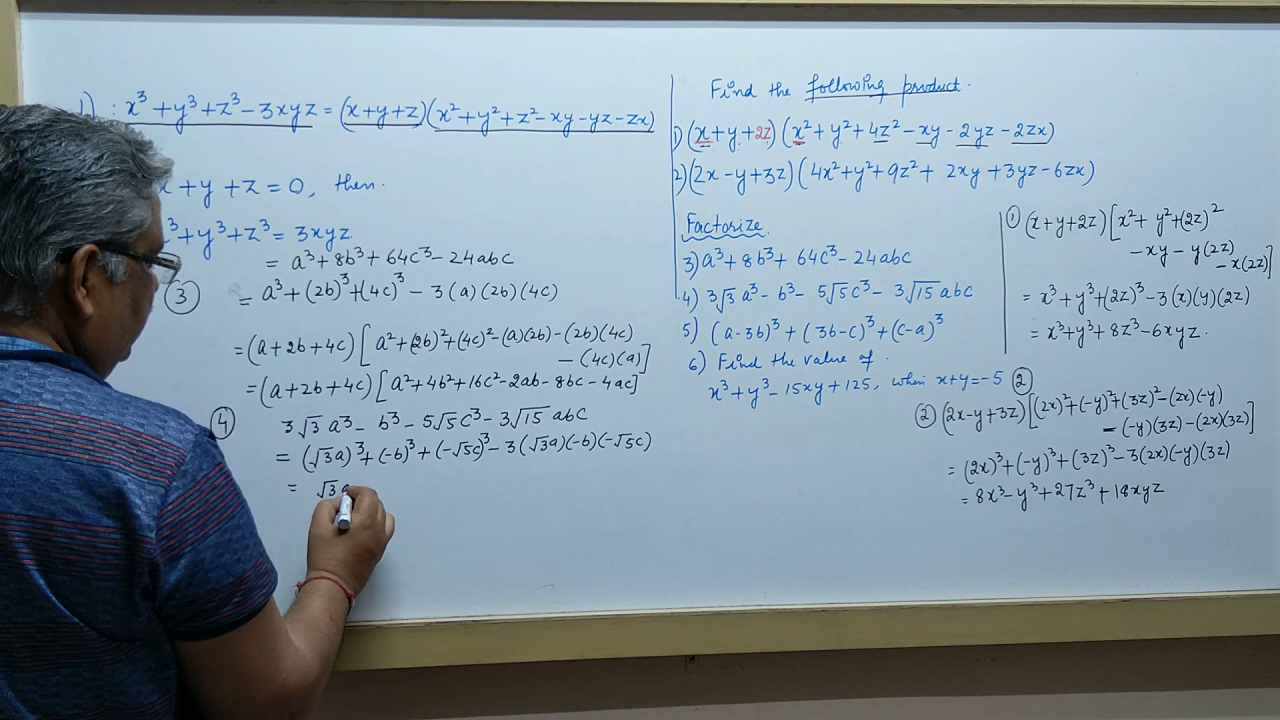 1) : x³ + y³ + z³ - 3xyz = (x+y+z)(x² + y² + z² - xy - yz - zx)
x + y + z = 0, then.
³ + y³ + z³ = 3xyz
= a³ + 8b³ + 64c³ - 24abc
③ = a³ + (2b)³ + (4c)³ - 3(a)(2b)(4c)
= (a+2b+4c) [a² + (2b)² + (4c)² - (a)(2b) - (2b)(4c)
- (4c)(a)]
= (a+2b+4c) [a² + 4b² + 16c² - 2ab - 8bc - 4ac]
④ 3√3 a³ - b³ - 5√5 c³ - 3√15 abc
= (√3a)³ + (-b)³ + (-√5c)³ - 3(√3a)(-b)(-√5c)
= √3
Find the following product.
1) (x+y+2z) (x² + y² + 4z² - xy - 2yz - 2zx)
2) (2x - y + 3z) (4x² + y² + 9z² + 2xy + 3yz - 6zx)
Factorize
3) a³ + 8b³ + 64c³ - 24abc
4) 3√3 a³ - b³ - 5√5c³ - 3√15 abc
5) (a-3b)³ + (3b-c)³ + (c-a)³
6) Find the value of.
x³ + y³ - 15xy + 125, when x+y = -5
① (x+y+2z) [x² + y² + (2z)²
- xy - y(2z)
- x(2z)]
= x³ + y³ + (2z)³ - 3(x)(y)(2z)
= x³ + y³ + 8z³ - 6xyz.
②
② (2x-y+3z) [(2x)² + (-y)² + (3z)² - (2x)(-y)
- (-y)(3z) - (2x)(3z)]
= (2x)³ + (-y)³ + (3z)³ - 3(2x)(-y)(3z)
= 8x³ - y³ + 27z³ + 18xyz